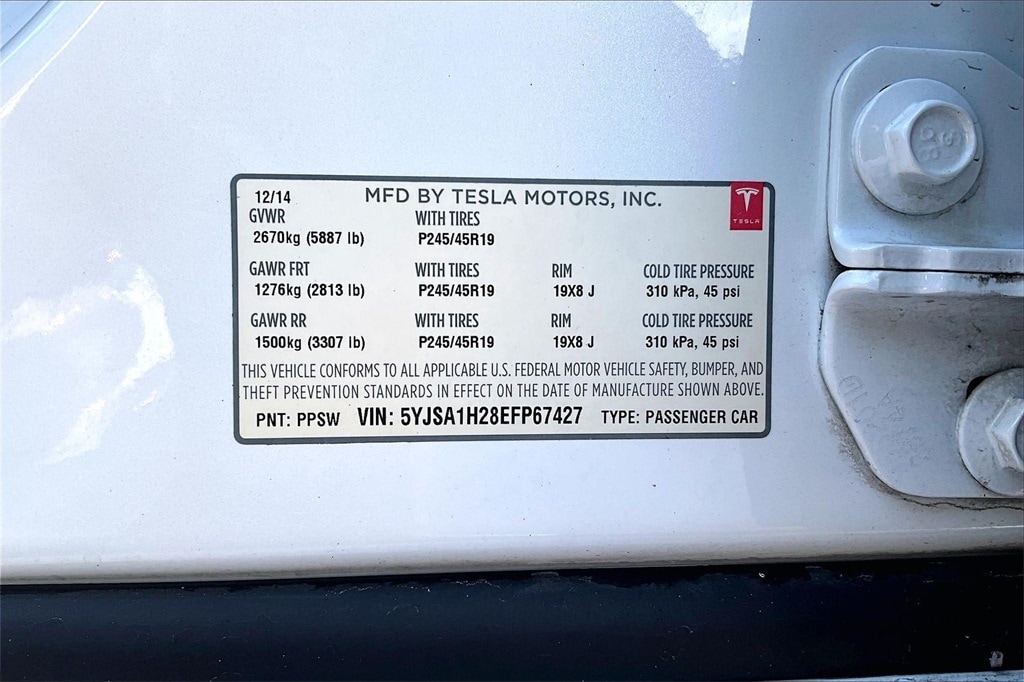 12/14 MFD BY TESLA MOTORS, INC.
TESLA
GVWR WITH TIRES
2670kg (5887 lb) P245/45R19
GAWR FRT WITH TIRES RIM COLD TIRE PRESSURE
1276kg (2813 lb) P245/45R19 19X8 J 310 kPa, 45 psi
GAWR RR WITH TIRES RIM COLD TIRE PRESSURE
1500kg (3307 lb) P245/45R19 19X8 J 310 kPa, 45 psi
THIS VEHICLE CONFORMS TO ALL APPLICABLE U.S. FEDERAL MOTOR VEHICLE SAFETY, BUMPER, AND
THEFT PREVENTION STANDARDS IN EFFECT ON THE DATE OF MANUFACTURE SHOWN ABOVE.
PNT: PPSW VIN: 5YJSA1H28EFP67427 TYPE: PASSENGER CAR